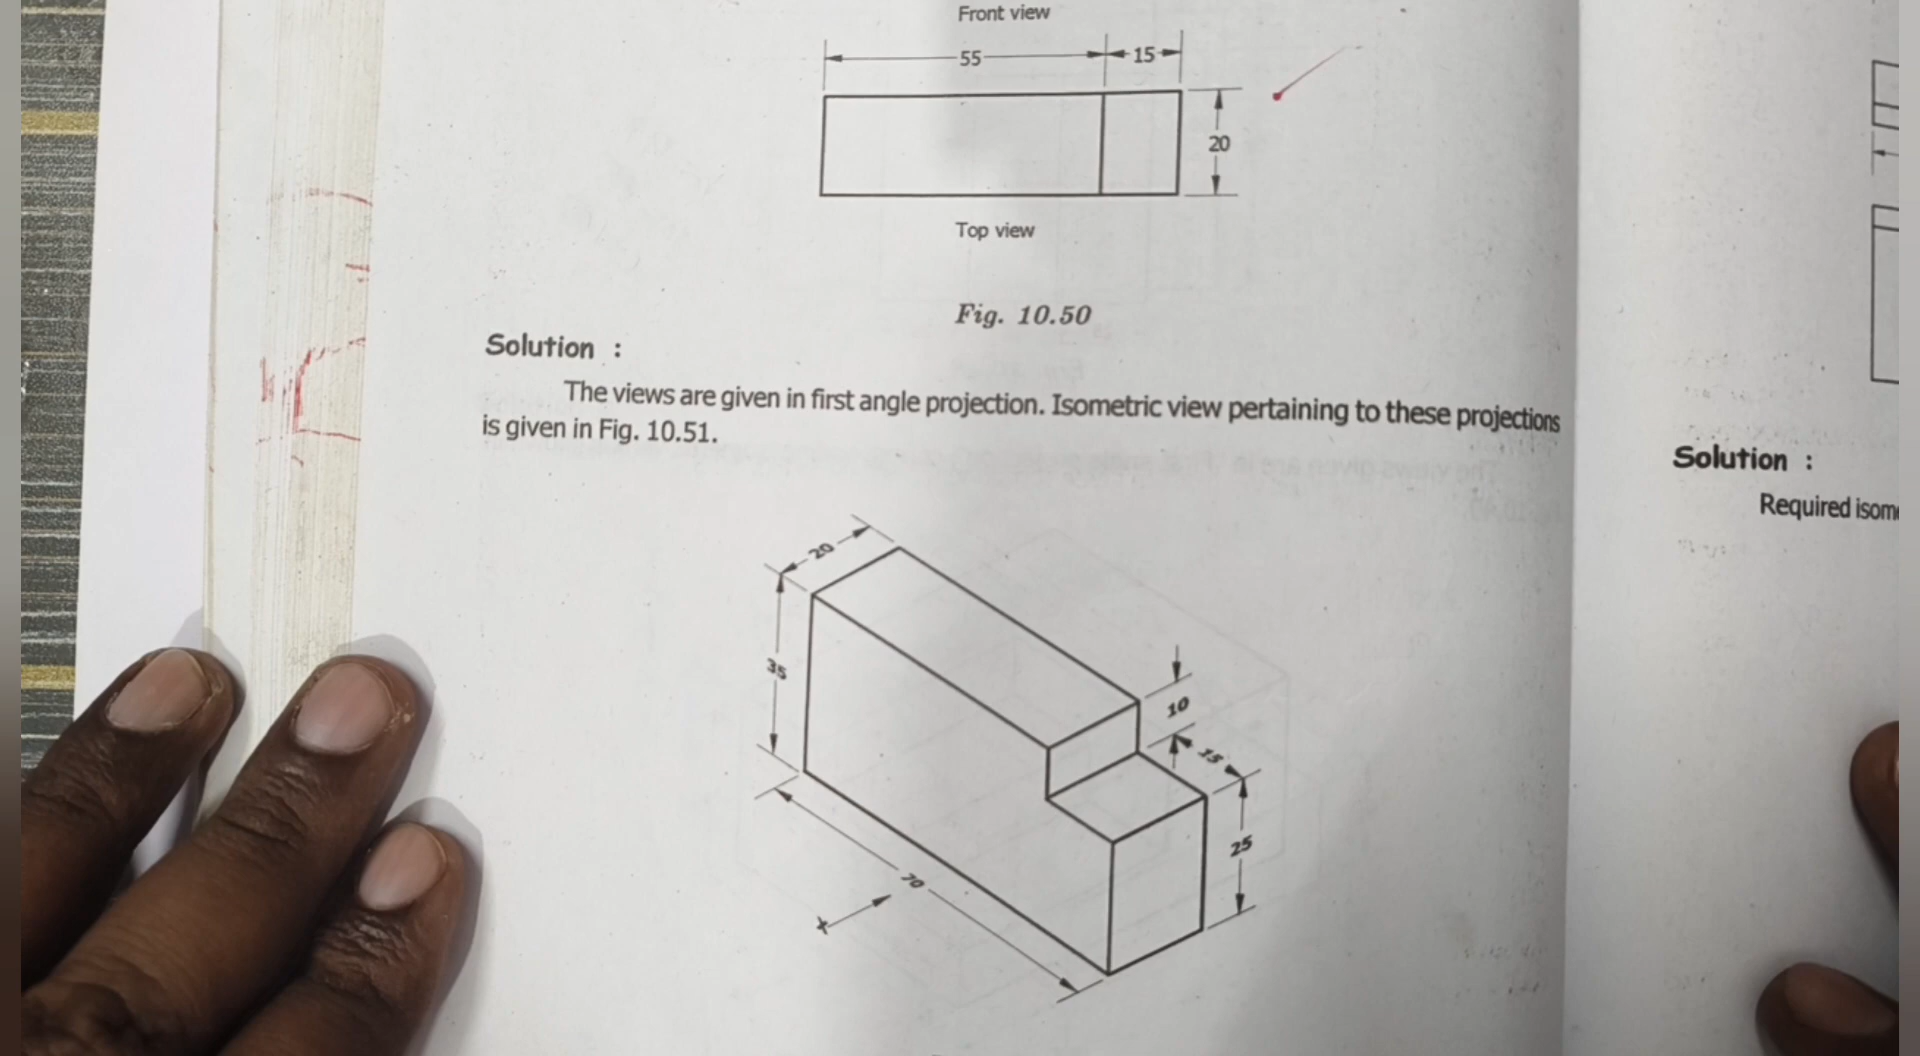 Front view
55 15
20
Top view
Fig. 10.50
Solution :
The views are given in first angle projection. Isometric view pertaining to these projections
is given in Fig. 10.51.
20
35
10
15
25
70
x
Solution :
Required isom